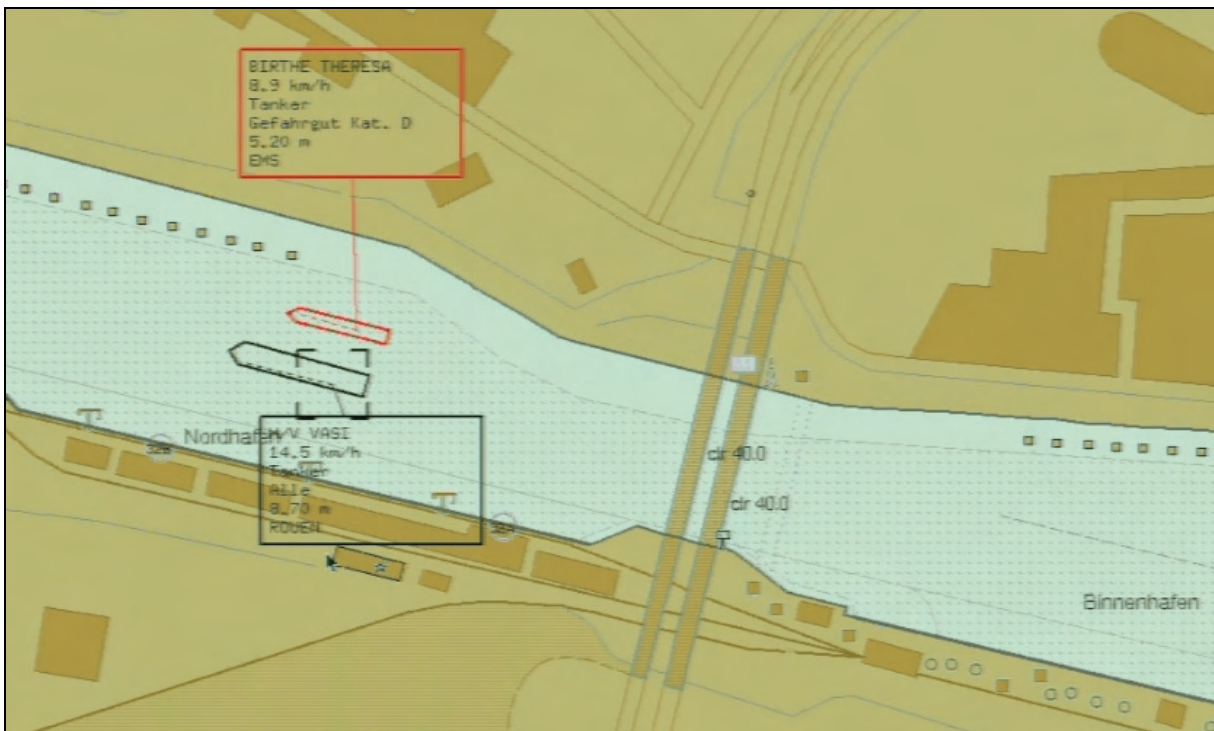 BIRTHE THERESA
8.9 km/h
Tanker
Gefahrgut Kat. D
5.20 m
EMS
Nordhafen
M/V VASI
14.5 km/h
Tanker
Alle
8.70 m
ROUEN
clr 40.0
clr 40.0
Binnenhafen